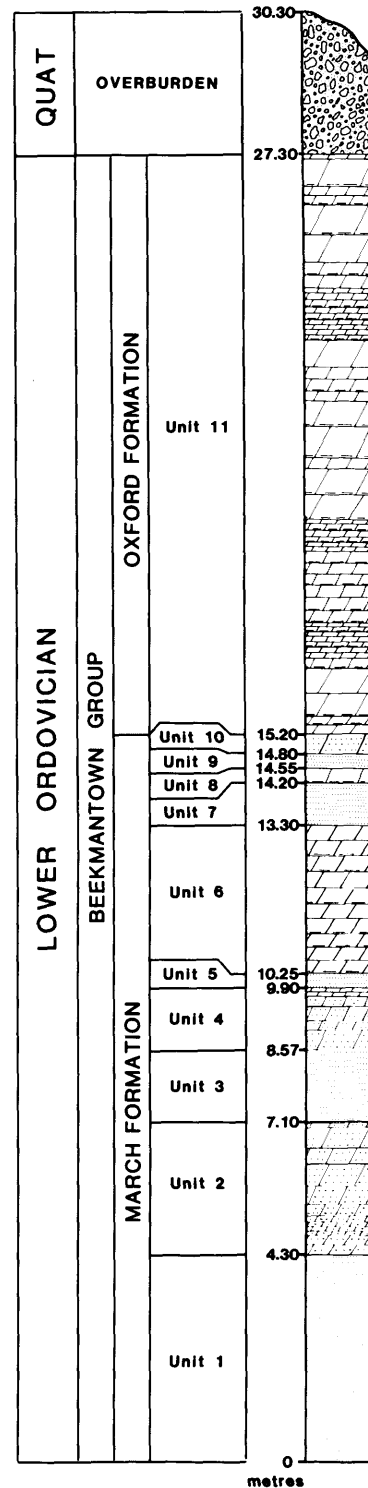 30.30
QUAT
OVERBURDEN
27.30
LOWER ORDOVICIAN
BEEKMANTOWN GROUP
OXFORD FORMATION
Unit 11
15.20
Unit 10
14.80
Unit 9
14.55
Unit 8
14.20
Unit 7
13.30
Unit 6
Unit 5
10.25
9.90
MARCH FORMATION
Unit 4
8.57
Unit 3
7.10
Unit 2
4.30
Unit 1
0
metres